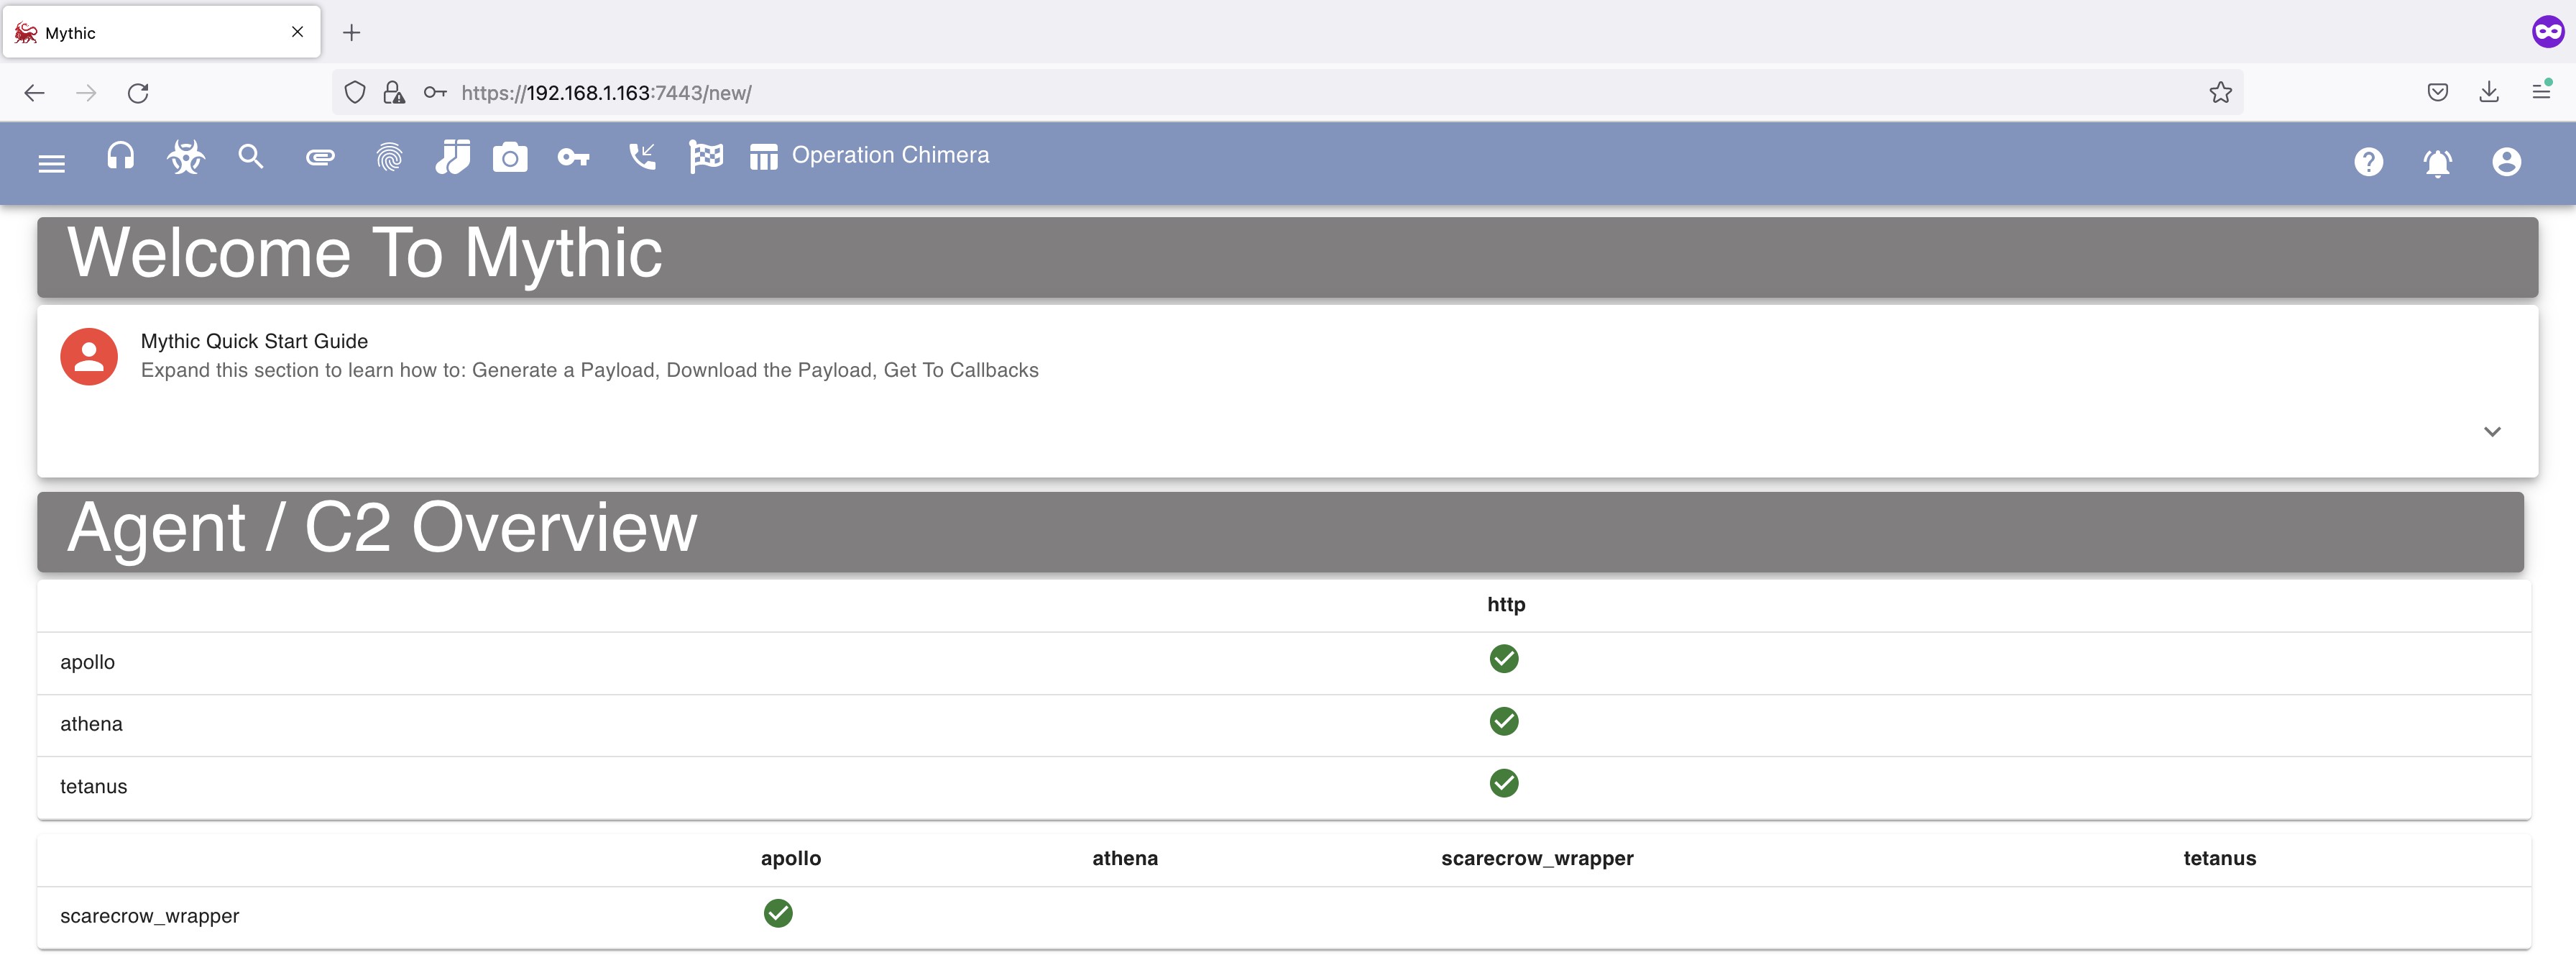 Mythic
https://192.168.1.163:7443/new/
Operation Chimera
Welcome To Mythic
Mythic Quick Start Guide
Expand this section to learn how to: Generate a Payload, Download the Payload, Get To Callbacks
Agent / C2 Overview
http
apollo
athena
tetanus
apollo athena scarecrow_wrapper tetanus
scarecrow_wrapper